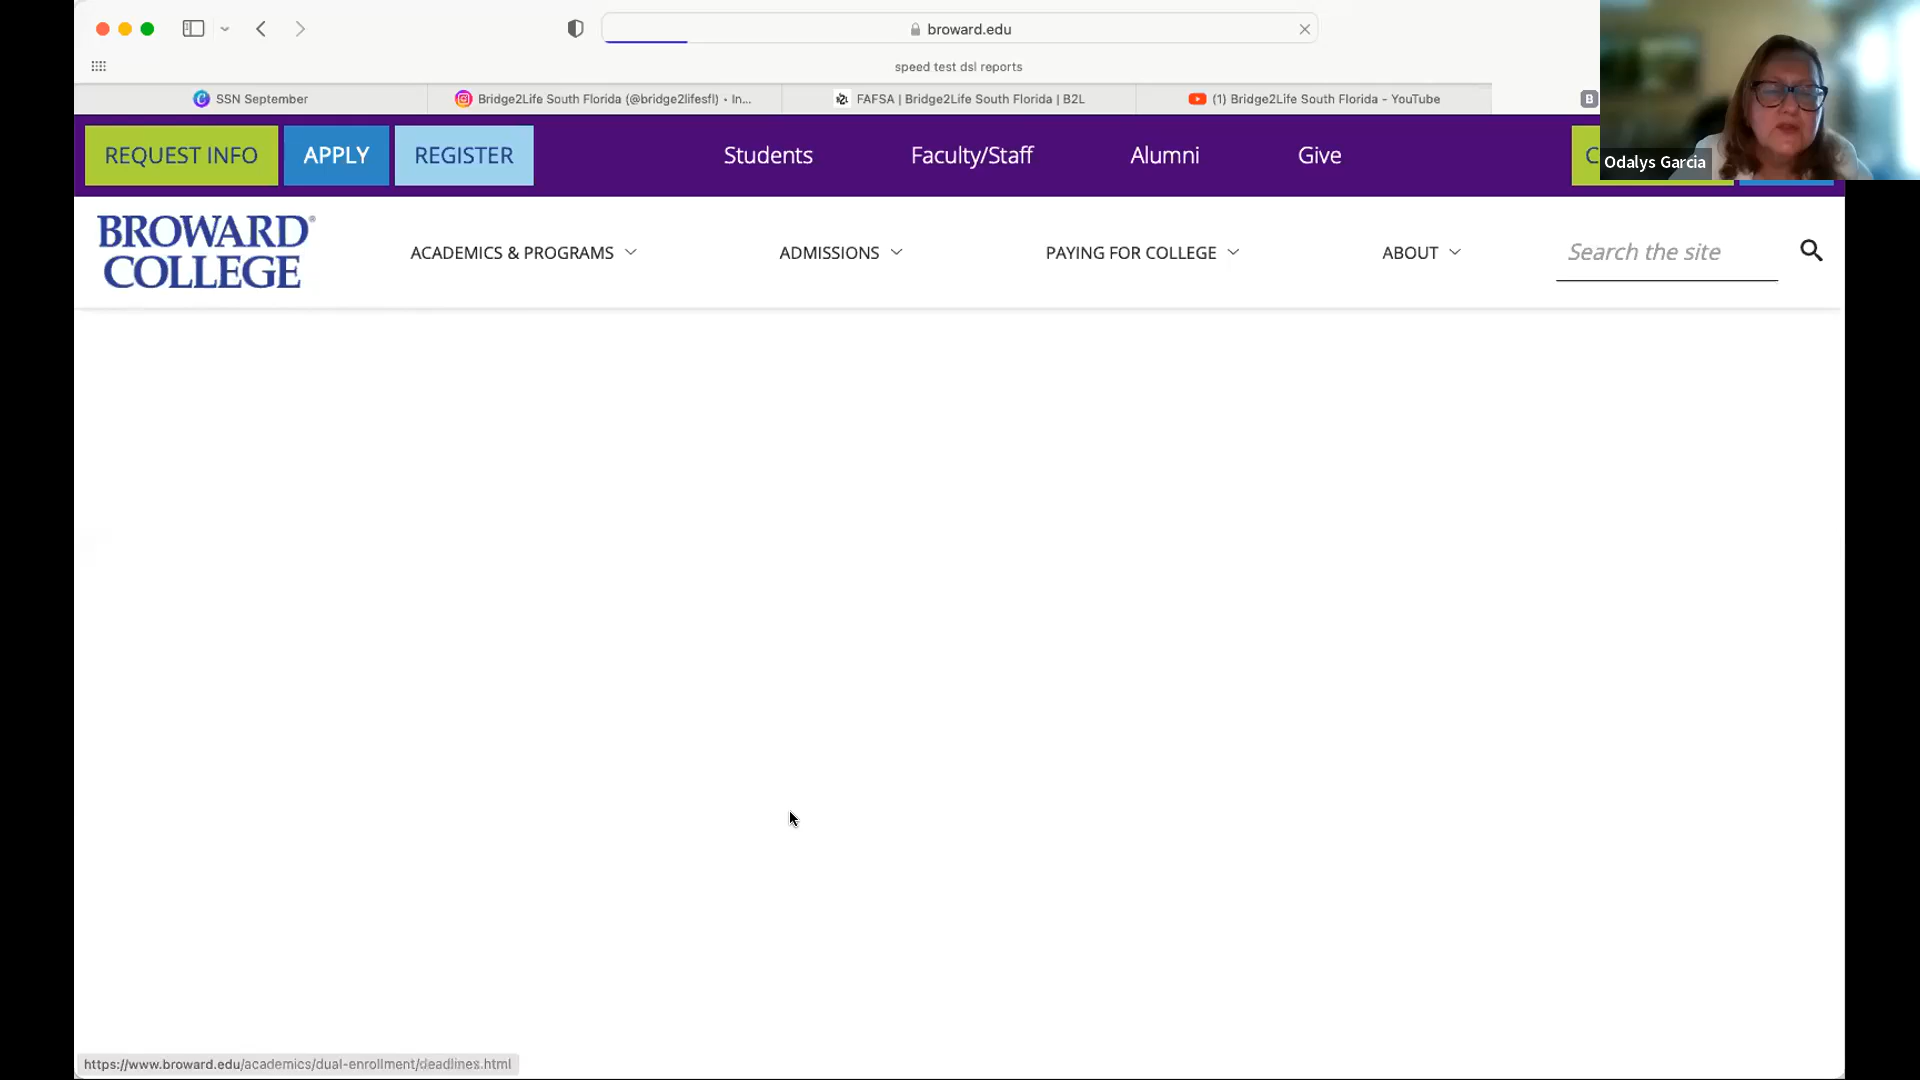 broward.edu
speed test dsl reports
SSN September
Bridge2Life South Florida (@bridge2lifesfl) • In...
FAFSA | Bridge2Life South Florida | B2L
(1) Bridge2Life South Florida - YouTube
B
REQUEST INFO
APPLY
REGISTER
Students
Faculty/Staff
Alumni
Give
C
Odalys Garcia
BROWARD®
COLLEGE
ACADEMICS & PROGRAMS
ADMISSIONS
PAYING FOR COLLEGE
ABOUT
Search the site
https://www.broward.edu/academics/dual-enrollment/deadlines.html